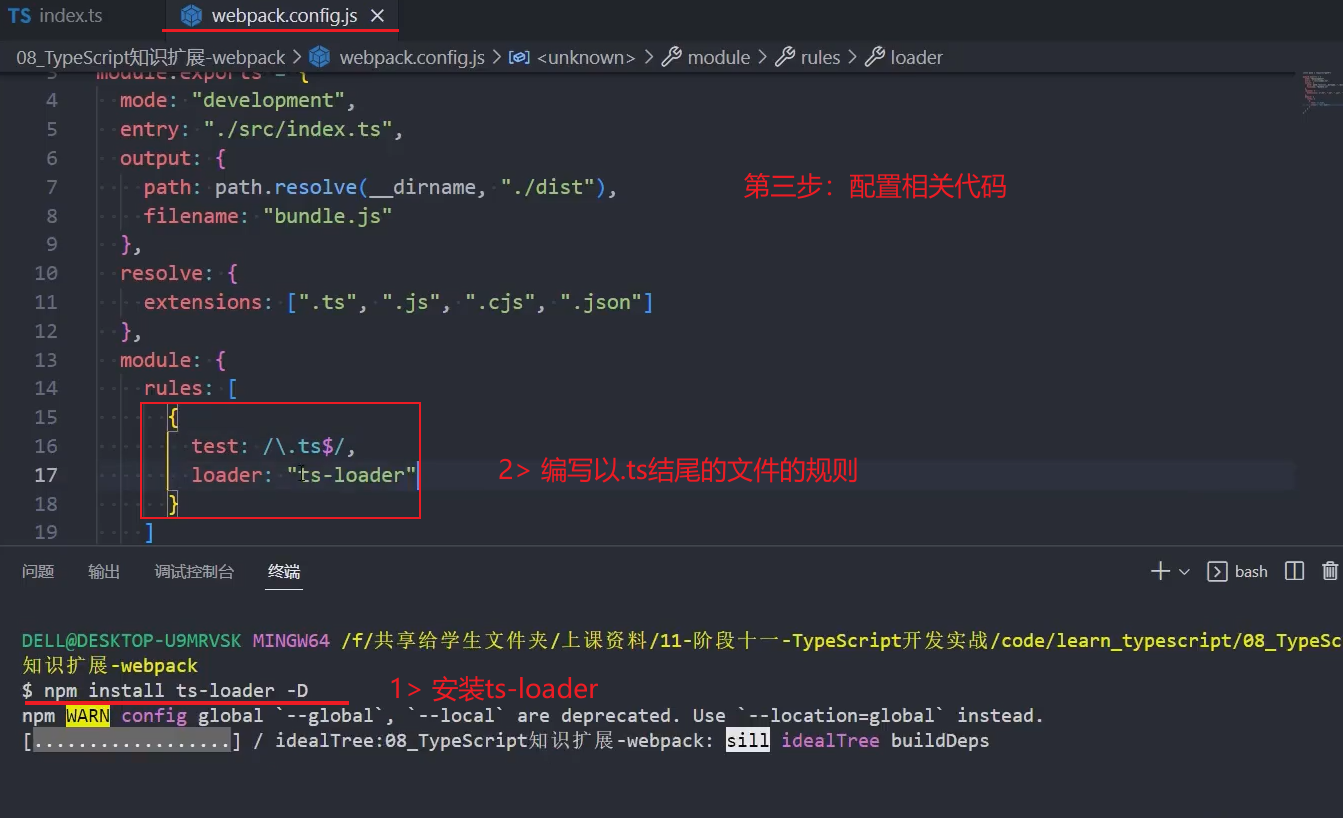 TS index.ts webpack.config.js
08_TypeScript知识扩展-webpack > webpack.config.js > <unknown> > module > rules > loader
3 module.exports = {
4 mode: "development",
5 entry: "./src/index.ts",
6 output: {
7 path: path.resolve(__dirname, "./dist"),
第三步：配置相关代码
8 filename: "bundle.js"
9 },
10 resolve: {
11 extensions: [".ts", ".js", ".cjs", ".json"]
12 },
13 module: {
14 rules: [
15 {
16 test: /\.ts$/,
17 loader: "ts-loader"
2> 编写以.ts结尾的文件的规则
18 }
19 ]
问题 输出 调试控制台 终端 bash
DELL@DESKTOP-U9MRVSK MINGW64 /f/共享给学生文件夹/上课资料/11-阶段十一-TypeScript开发实战/code/learn_typescript/08_TypeSc
知识扩展-webpack
$ npm install ts-loader -D
1> 安装ts-loader
npm WARN config global `--global`, `--local` are deprecated. Use `--location=global` instead.
[..................] / idealTree:08_TypeScript知识扩展-webpack: sill idealTree buildDeps